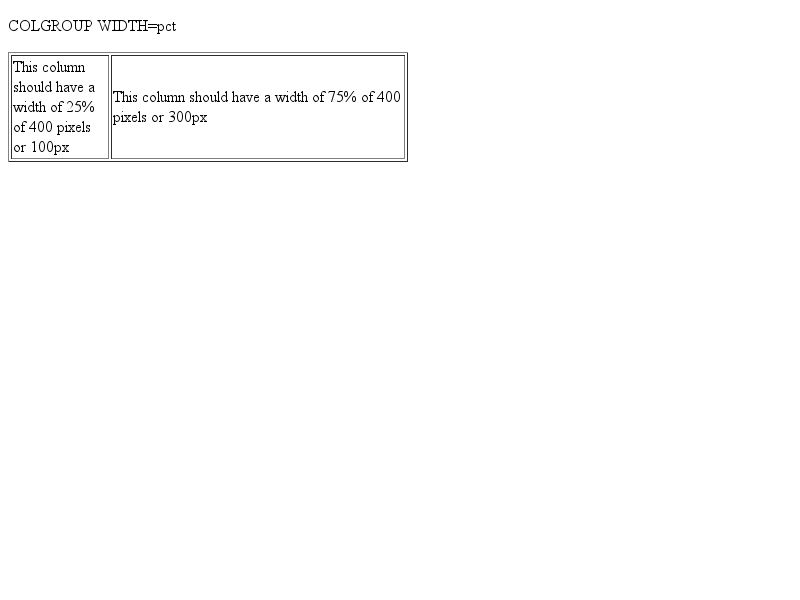 COLGROUP WIDTH=pct
This column
should have a
width of 25%
of 400 pixels
or 100px
This column should have a width of 75% of 400
pixels or 300px